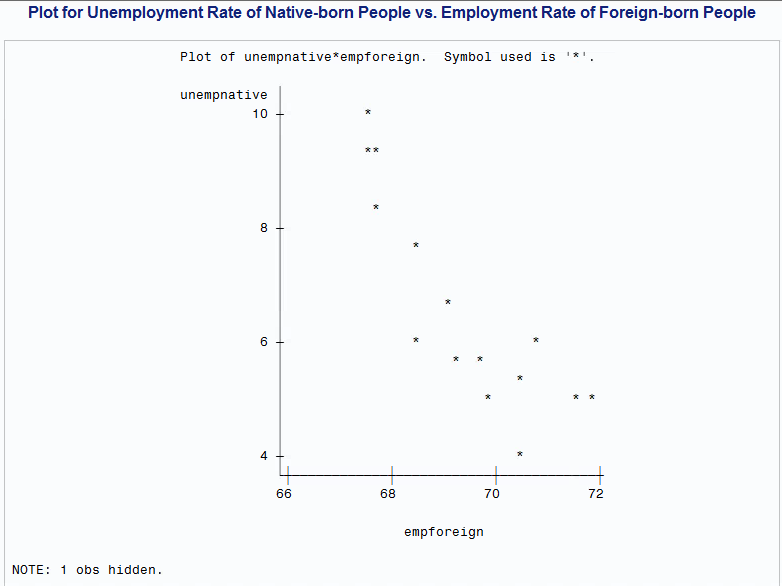 Plot for Unemployment Rate of Native-born People vs. Employment Rate of Foreign-born People
Plot of unempnative*empforeign.  Symbol used is '*'.
unempnative
10
8
6
4
66 68 70 72
empforeign
NOTE: 1 obs hidden.